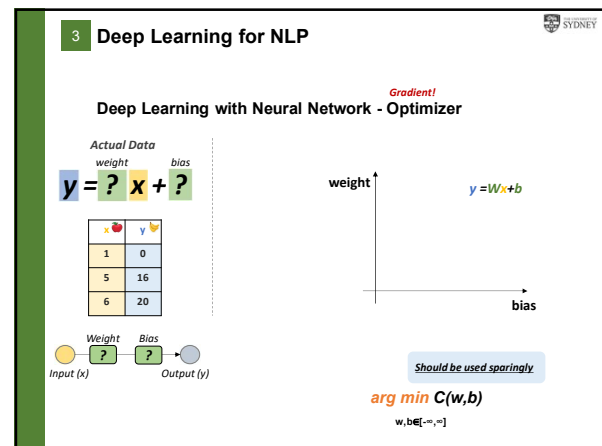 3 Deep Learning for NLP
THE UNIVERSITY OF
SYDNEY
Gradient!
Deep Learning with Neural Network - Optimizer
Actual Data
weight bias
y = ? x + ?
x y
1 0
5 16
6 20
Weight Bias
? ?
Input (x) Output (y)
weight
y =Wx+b
bias
Should be used sparingly
arg min C(w,b)
w,b∈[-∞,∞]